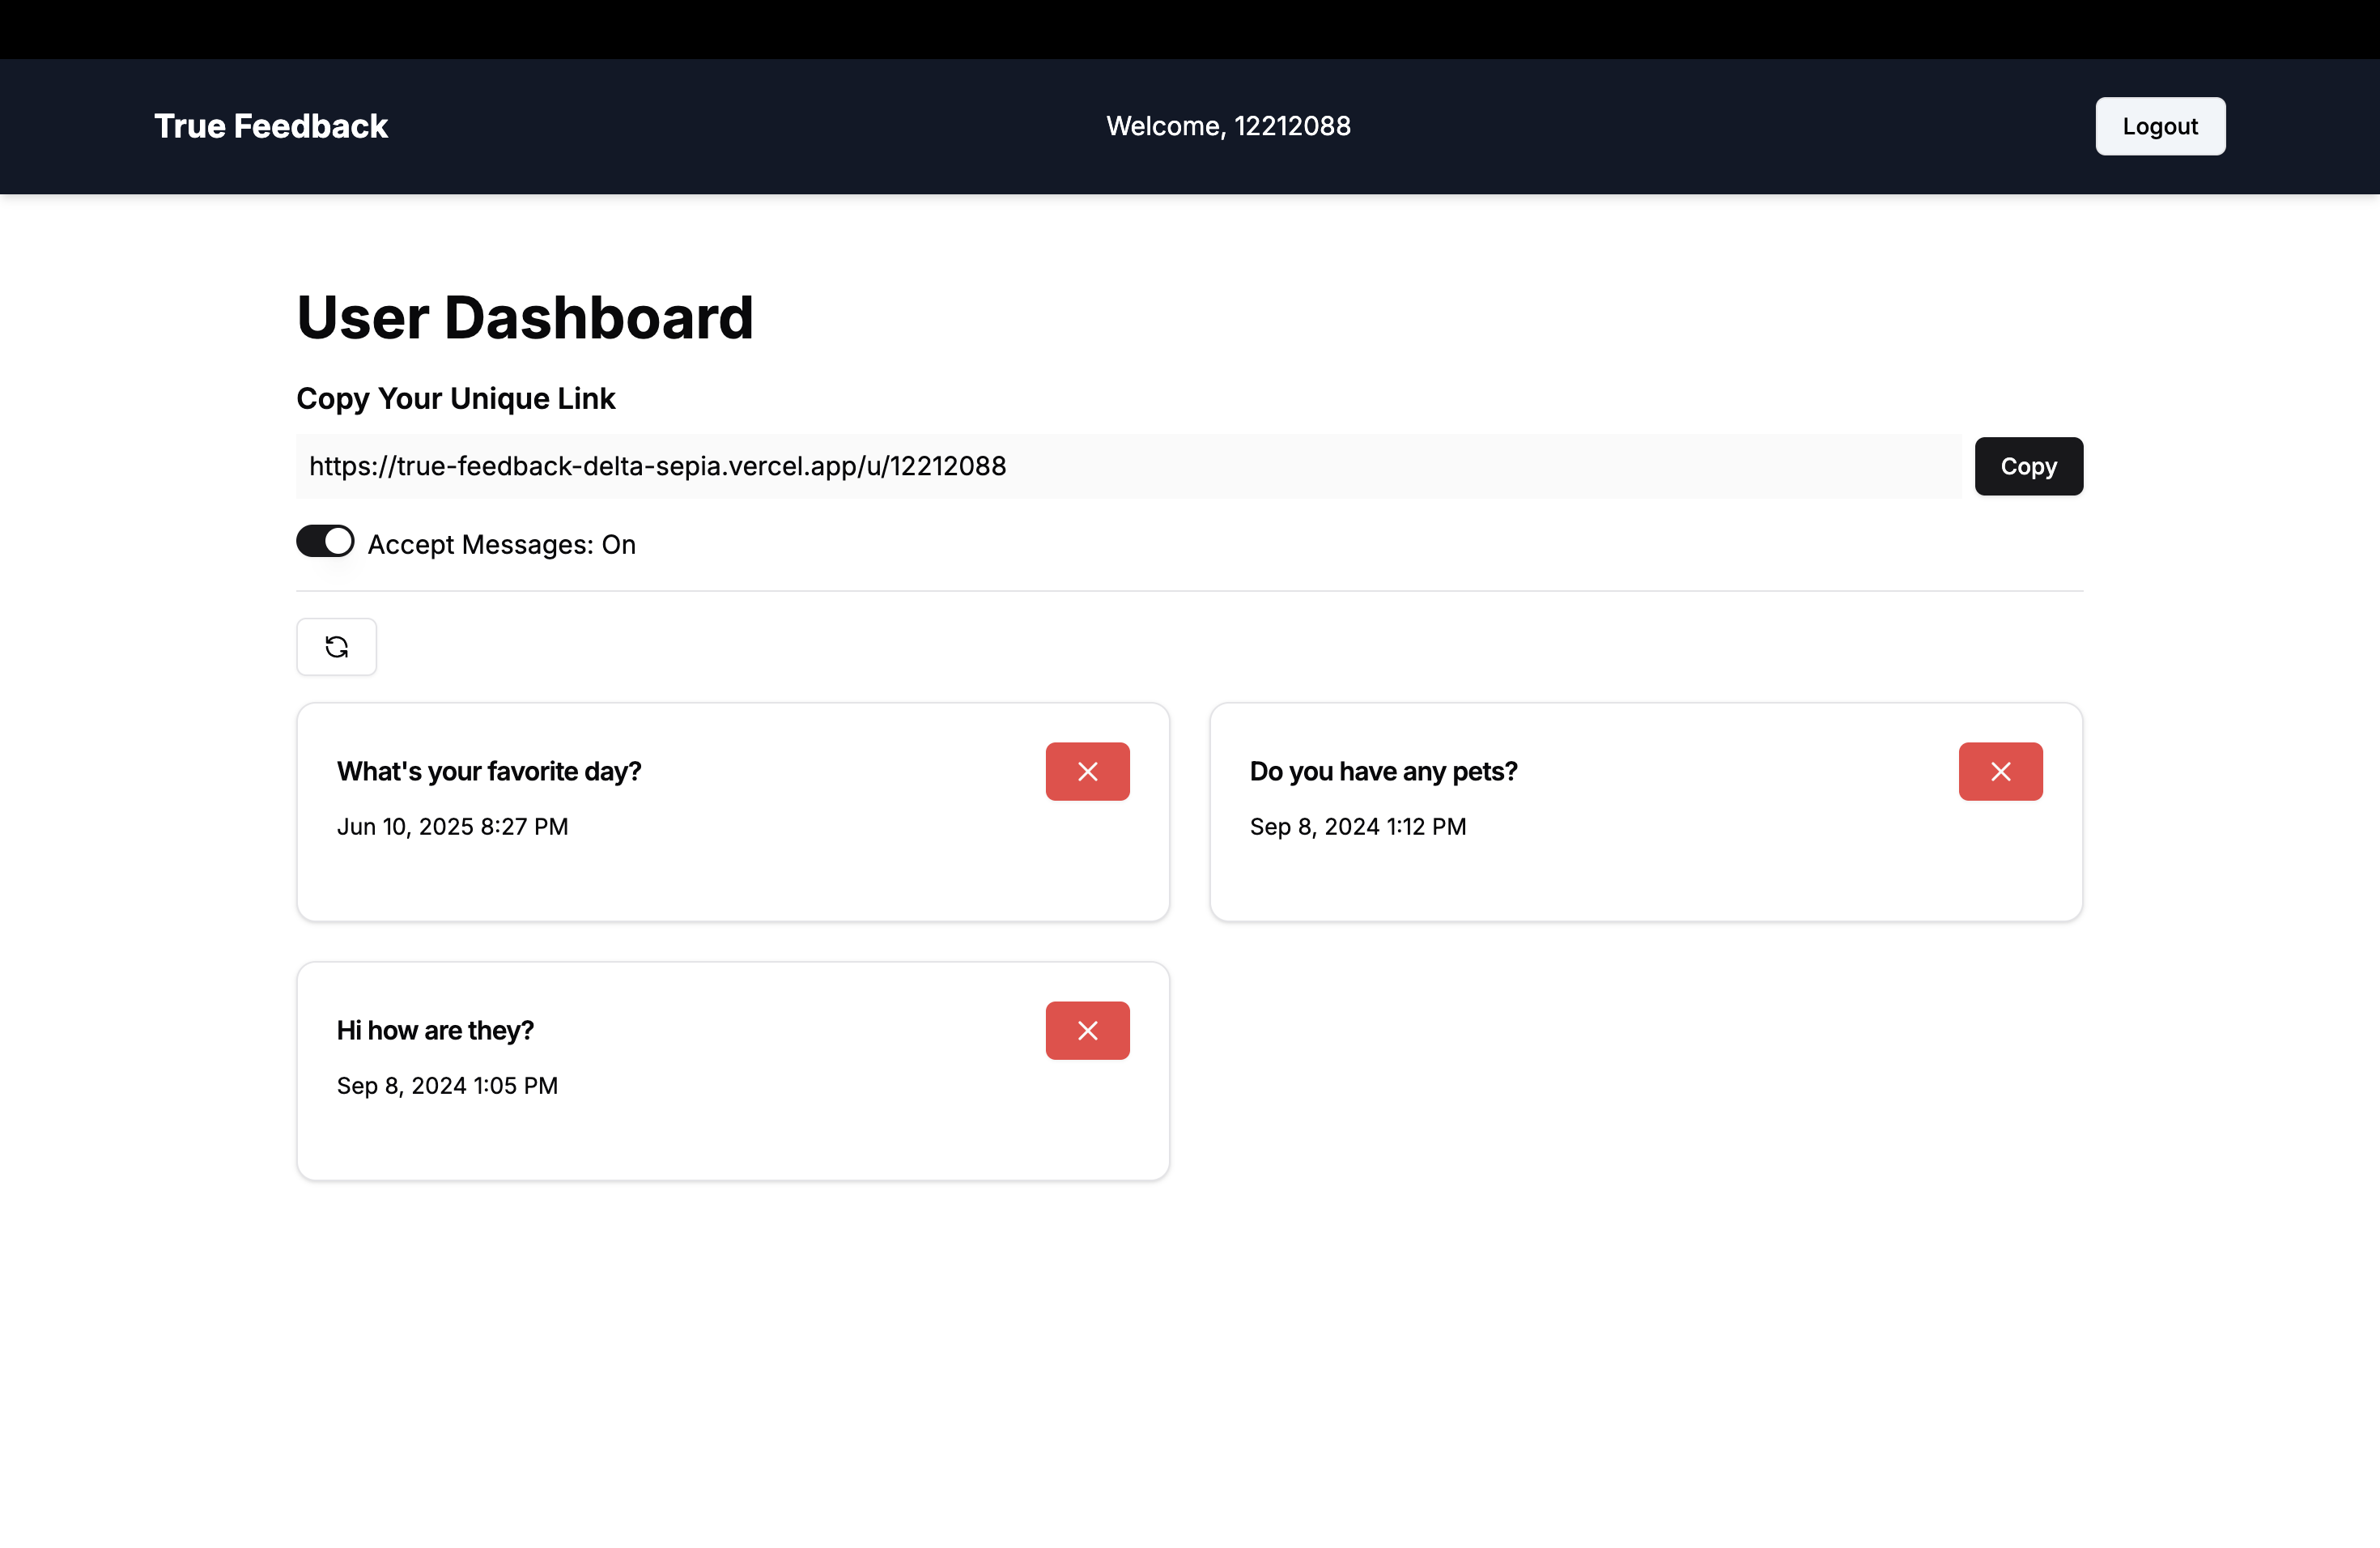 True Feedback
Welcome, 12212088
Logout
User Dashboard
Copy Your Unique Link
https://true-feedback-delta-sepia.vercel.app/u/12212088
Copy
Accept Messages: On
What's your favorite day?
Jun 10, 2025 8:27 PM
Do you have any pets?
Sep 8, 2024 1:12 PM
Hi how are they?
Sep 8, 2024 1:05 PM